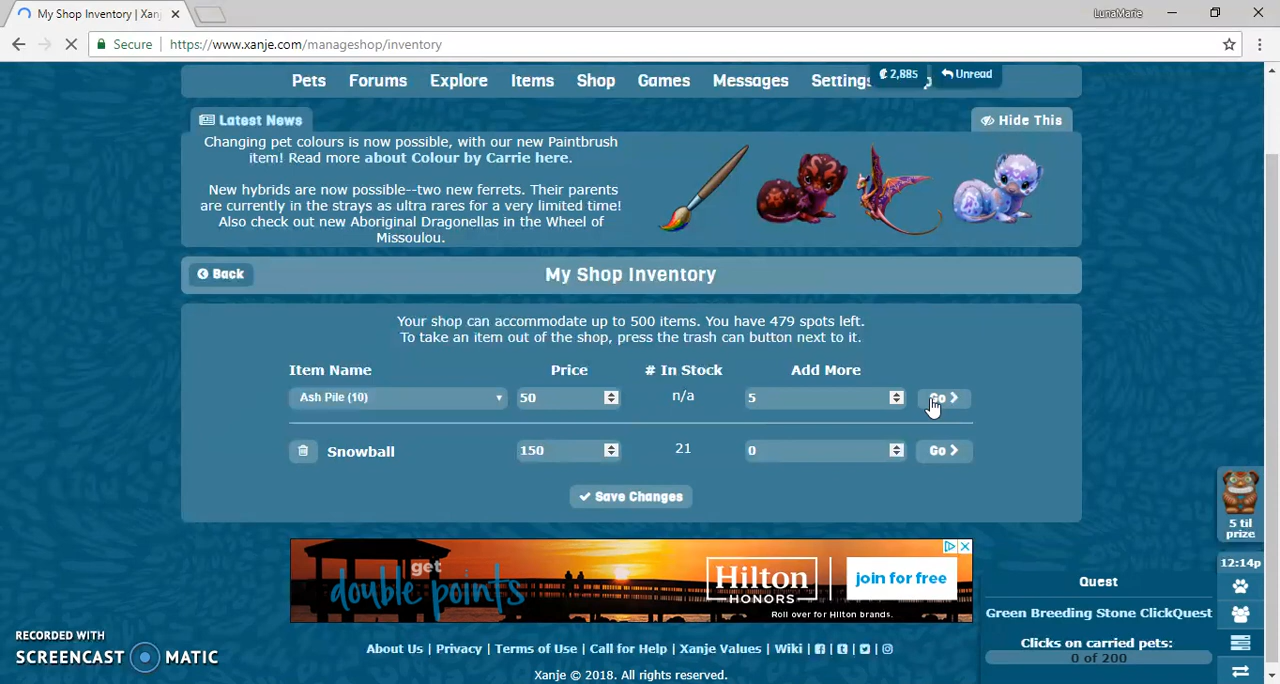 My Shop Inventory | Xanj
LunaMarie
Secure
https://www.xanje.com/manageshop/inventory
Pets Forums Explore Items Shop Games Messages Settings
2,885 Unread
Latest News
Hide This
Changing pet colours is now possible, with our new Paintbrush
item! Read more about Colour by Carrie here.
New hybrids are now possible--two new ferrets. Their parents
are currently in the strays as ultra rares for a very limited time!
Also check out new Aboriginal Dragonellas in the Wheel of
Missoulou.
Back
My Shop Inventory
Your shop can accommodate up to 500 items. You have 479 spots left.
To take an item out of the shop, press the trash can button next to it.
Item Name Price # In Stock Add More
Ash Pile (10) 50 n/a 5 Go
Snowball 150 21 0 Go
Save Changes
5 til
prize
get
double points
Hilton
HONORS
join for free
Roll over for Hilton brands.
12:14p
Quest
Green Breeding Stone ClickQuest
Clicks on carried pets:
0 of 200
RECORDED WITH
SCREENCAST MATIC
About Us | Privacy | Terms of Use | Call for Help | Xanje Values | Wiki
Xanje © 2018. All rights reserved.